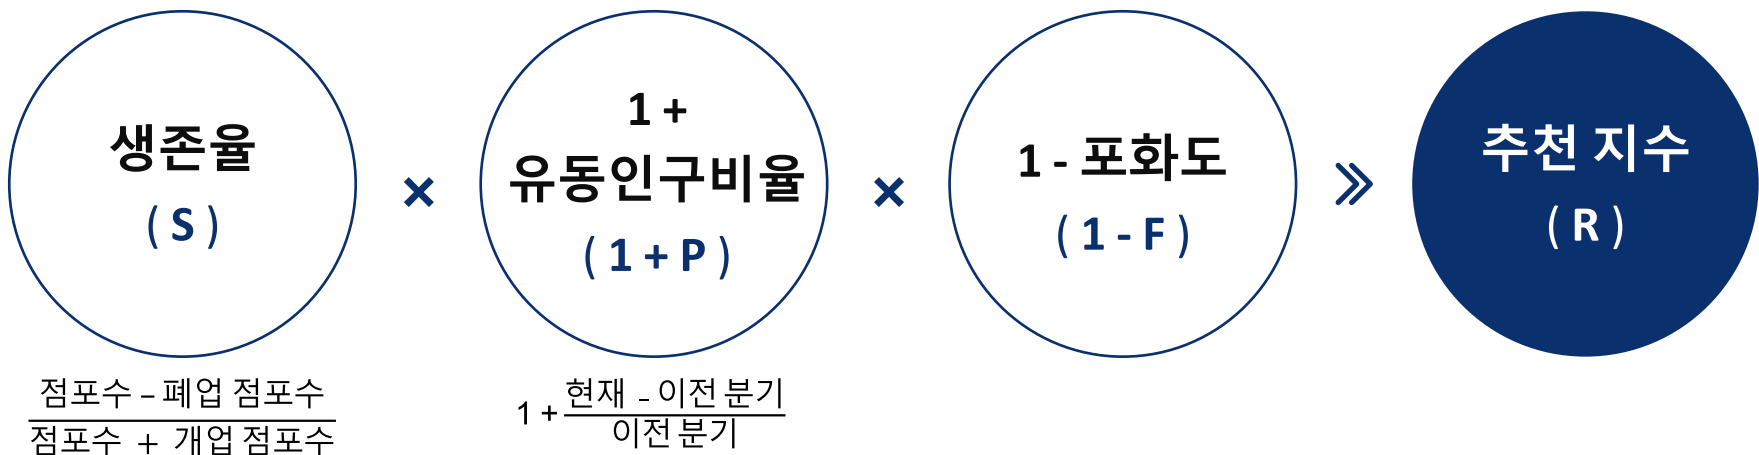 생존율
( S )
×
1 +
유동인구비율
( 1 + P )
×
1 - 포화도
( 1 - F )
»
추천 지수
( R )
점포수 – 폐업 점포수
점포수 + 개업 점포수
1 +
현재 - 이전 분기
이전 분기